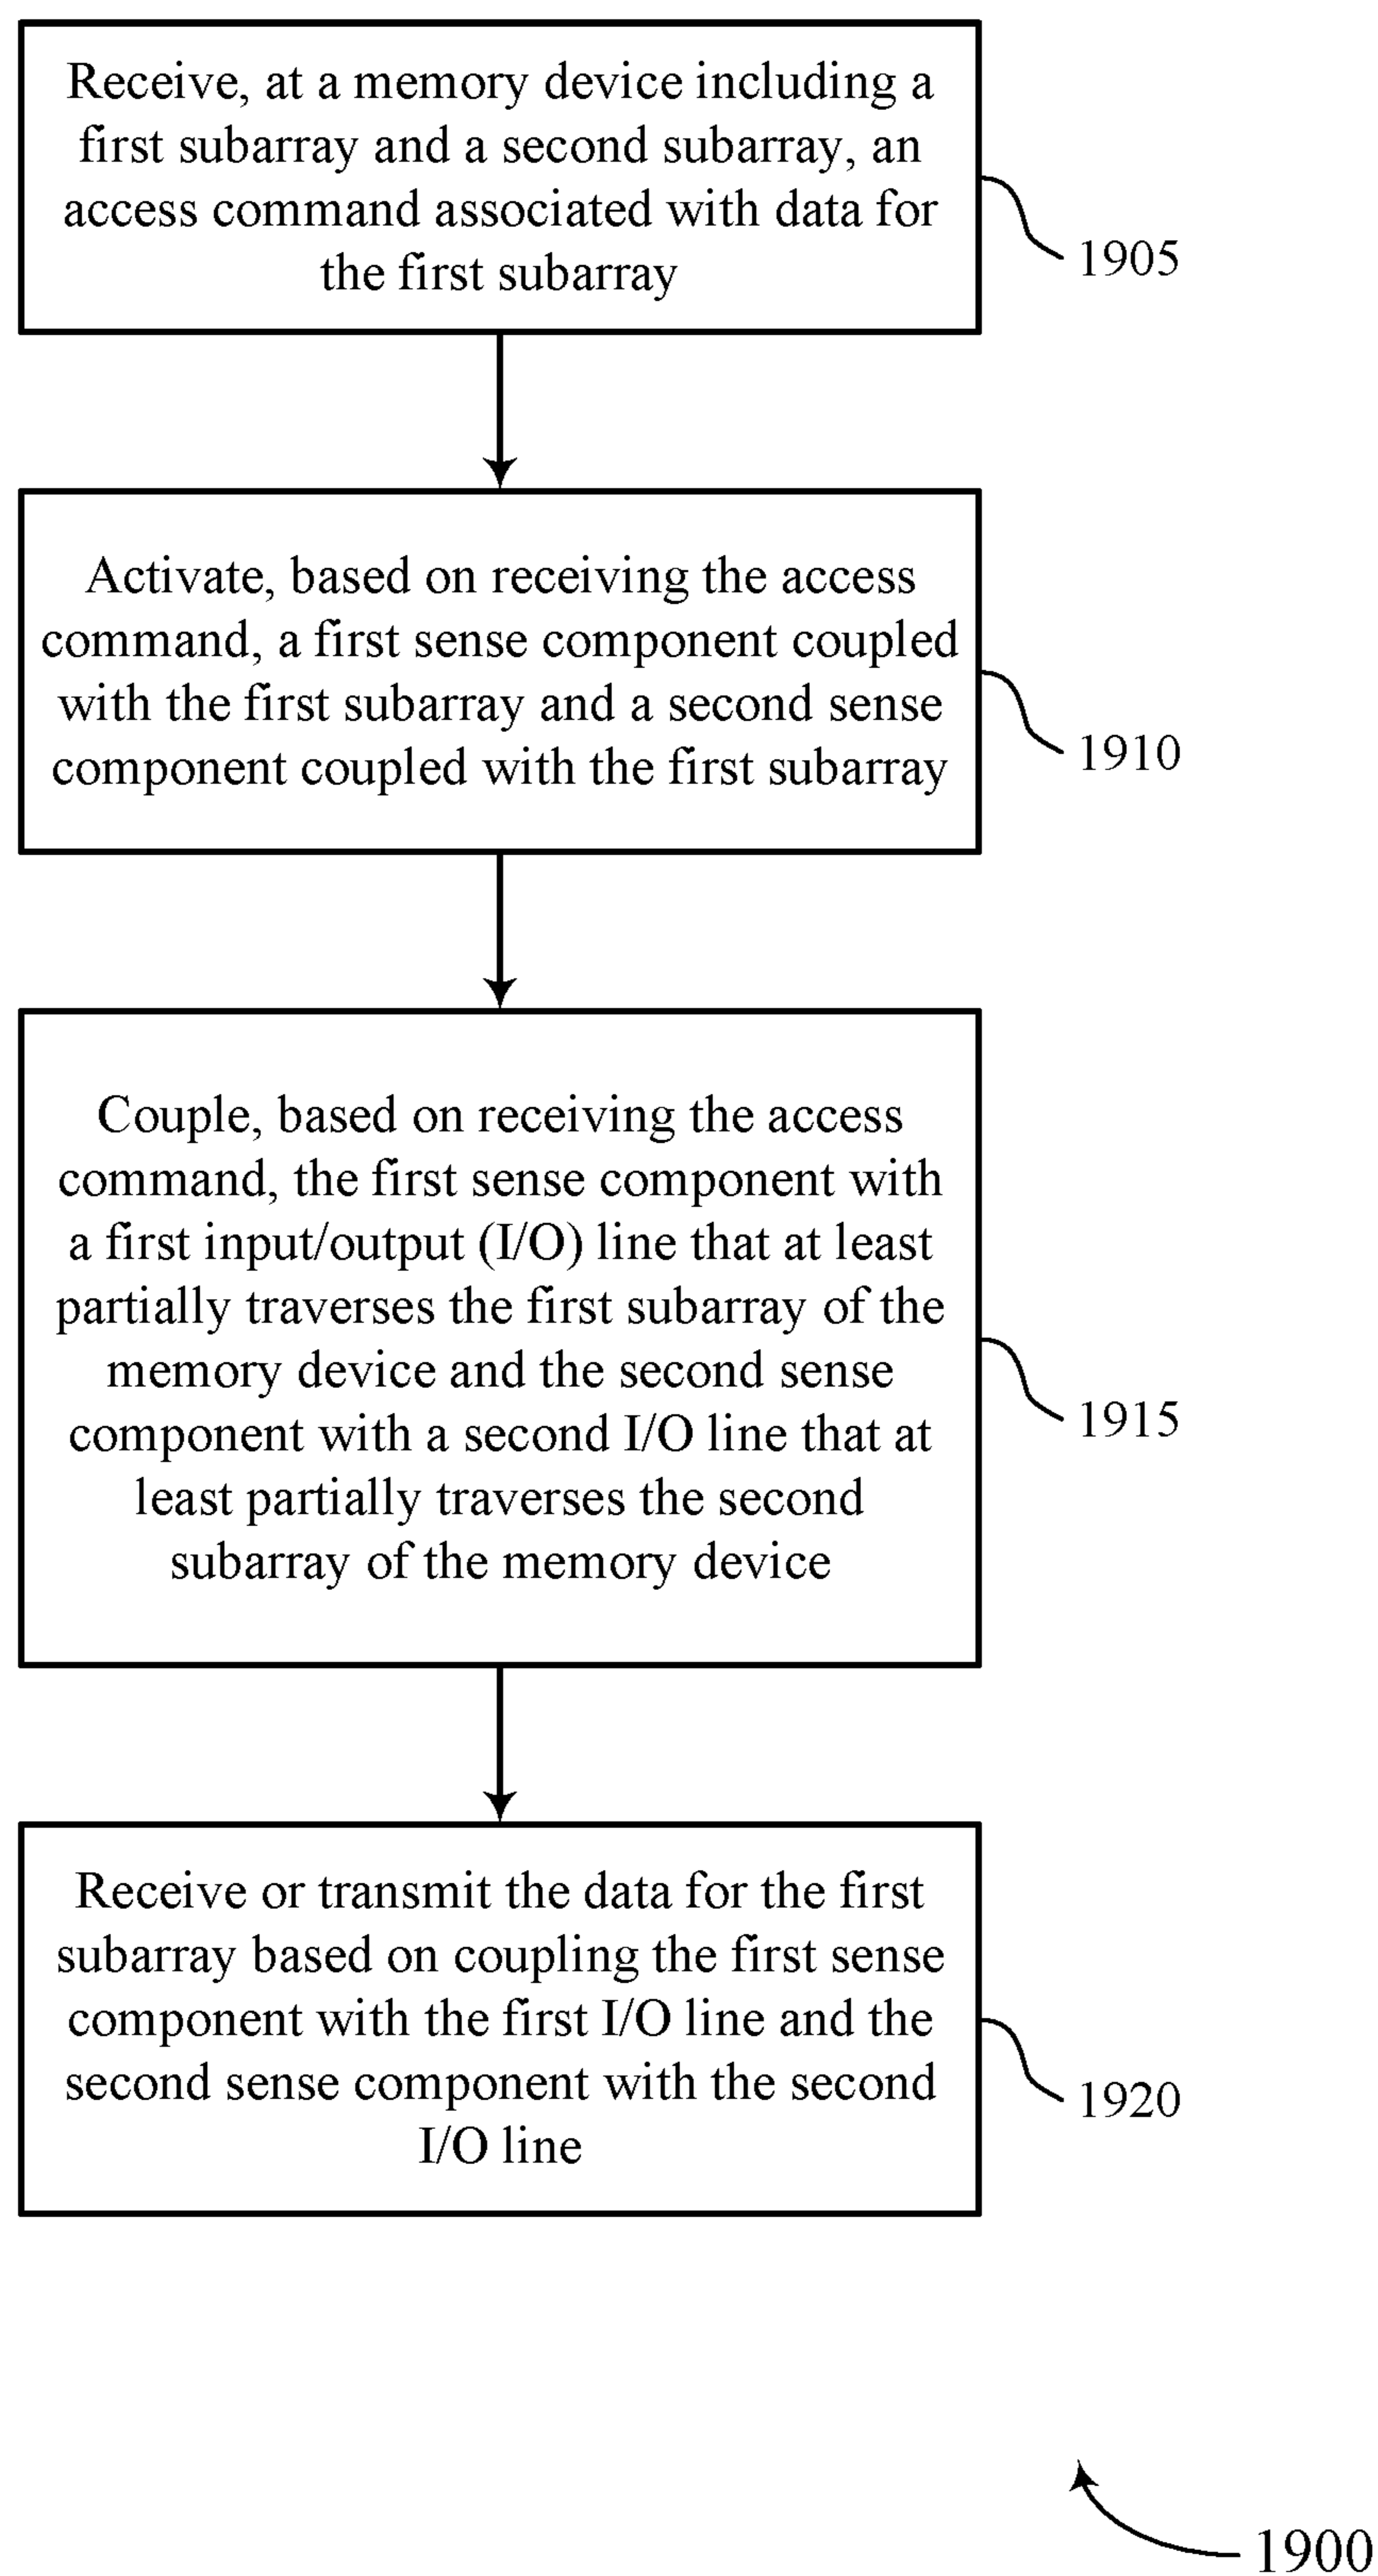 Receive, at a memory device including a
first subarray and a second subarray, an
access command associated with data for
the first subarray
1905
Activate, based on receiving the access
command, a first sense component coupled
with the first subarray and a second sense
component coupled with the first subarray
1910
Couple, based on receiving the access
command, the first sense component with
a first input/output (I/O) line that at least
partially traverses the first subarray of the
memory device and the second sense
component with a second I/O line that at
least partially traverses the second
subarray of the memory device
1915
Receive or transmit the data for the first
subarray based on coupling the first sense
component with the first I/O line and the
second sense component with the second
I/O line
1920
1900